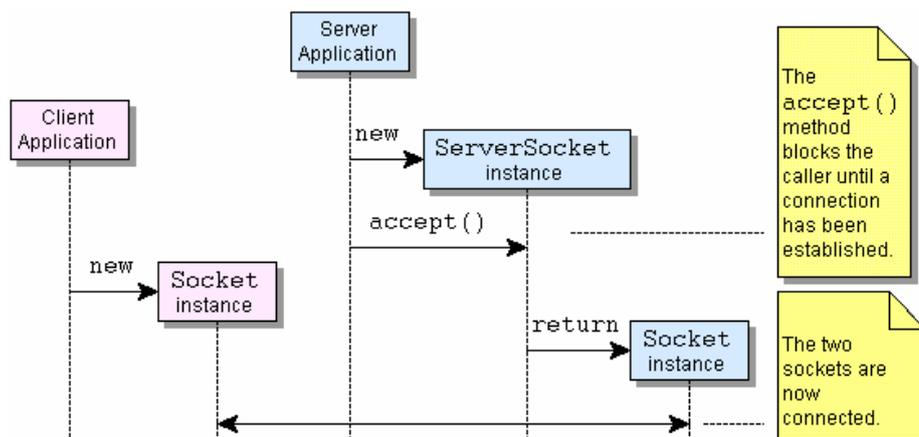 Server
Application
Client
Application
new
ServerSocket
instance
accept()
new
Socket
instance
return
Socket
instance
The
accept()
method
blocks the
caller until a
connection
has been
established.
The two
sockets are
now
connected.